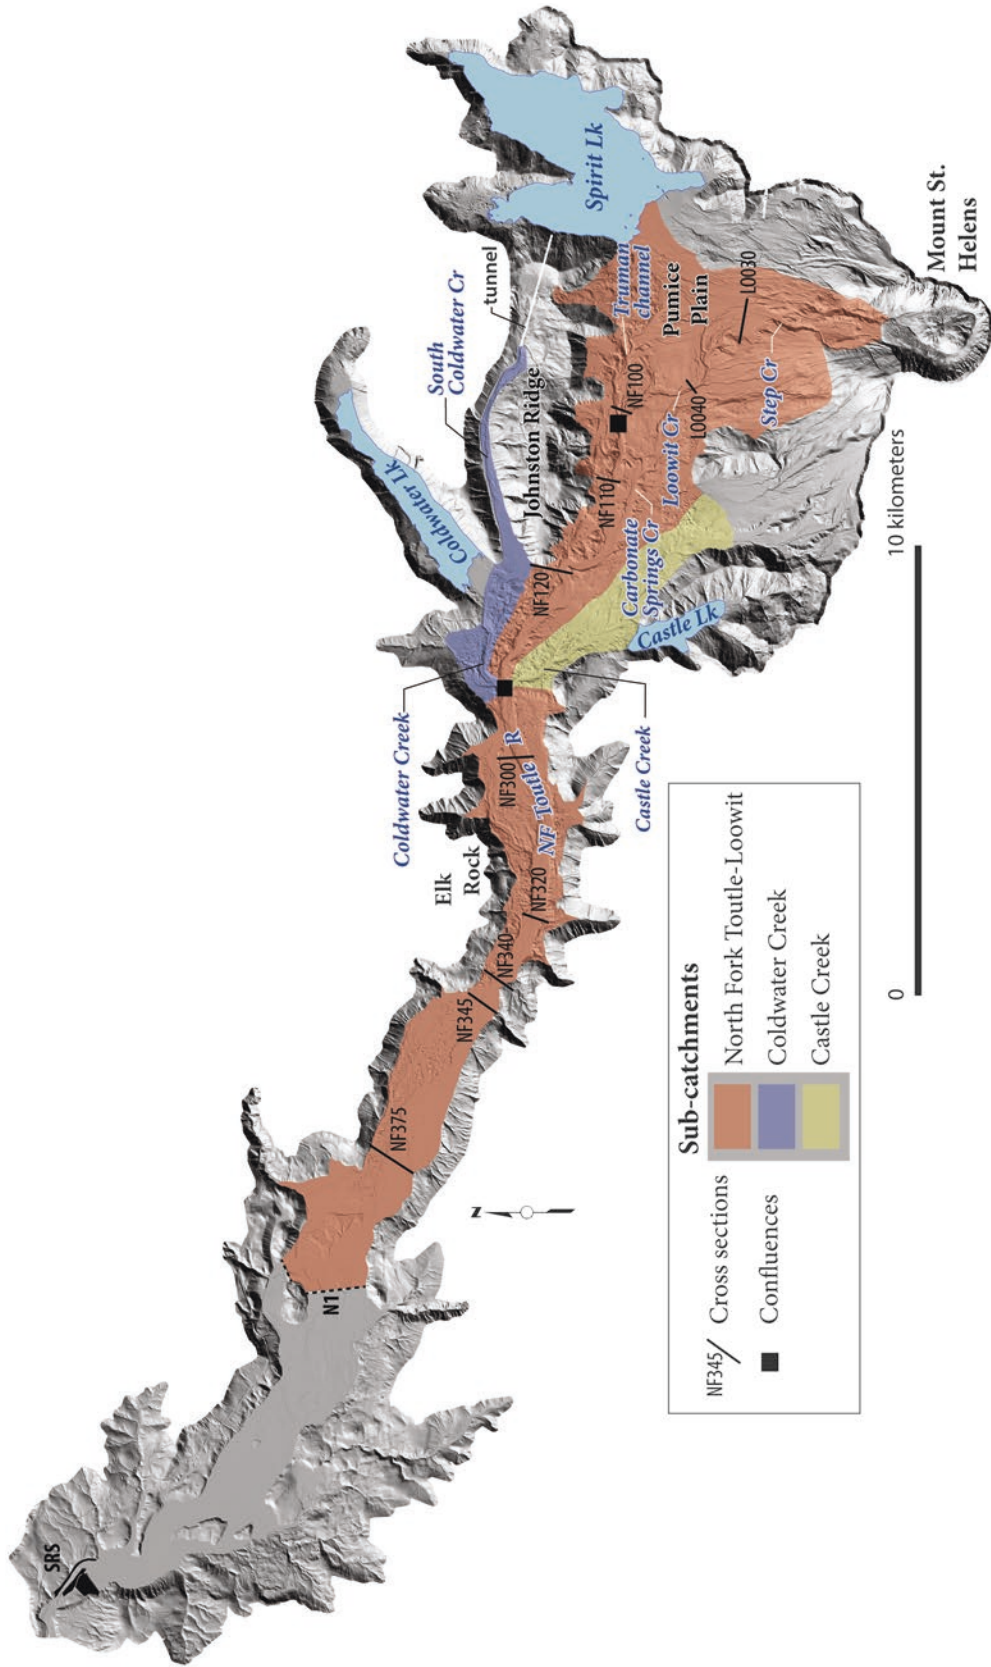 SRS
N1
NF375
NF345
NF340
NF320
Elk
Rock
NF300
NF Toutle R
Coldwater Creek
Castle Creek
Coldwater Lk
South
Coldwater Cr
tunnel
Johnston Ridge
Spirit Lk
NF120
NF110
NF100
Truman
channel
Pumice
Plain
Carbonate
Springs Cr
Loowit Cr
LO040
LO030
Step Cr
Castle Lk
Mount St.
Helens
N
0
10 kilometers
Sub-catchments
NF345 Cross sections
Confluences
North Fork Toutle-Loowit
Coldwater Creek
Castle Creek